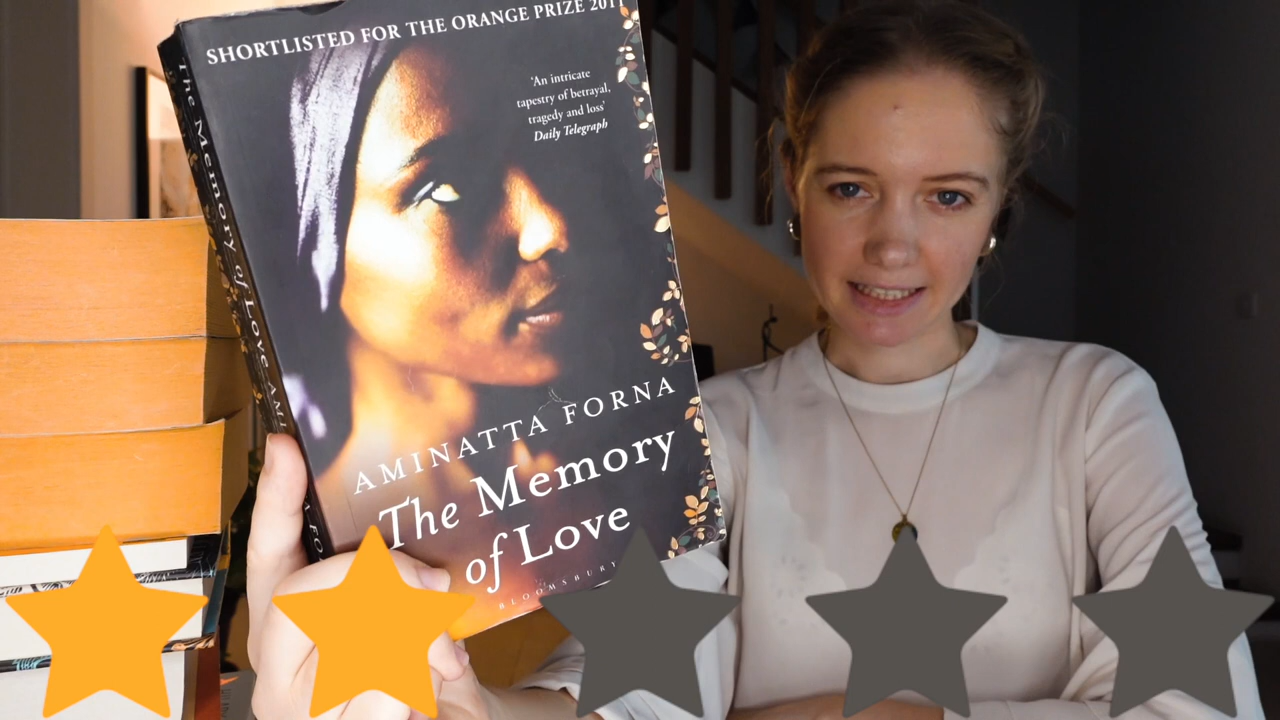 SHORTLISTED FOR THE ORANGE PRIZE 2011
'An intricate
tapestry of betrayal,
tragedy and loss'
Daily Telegraph
AMINATTA FORNA
The Memory
of Love
BLOOMSBURY
The Memory of Love